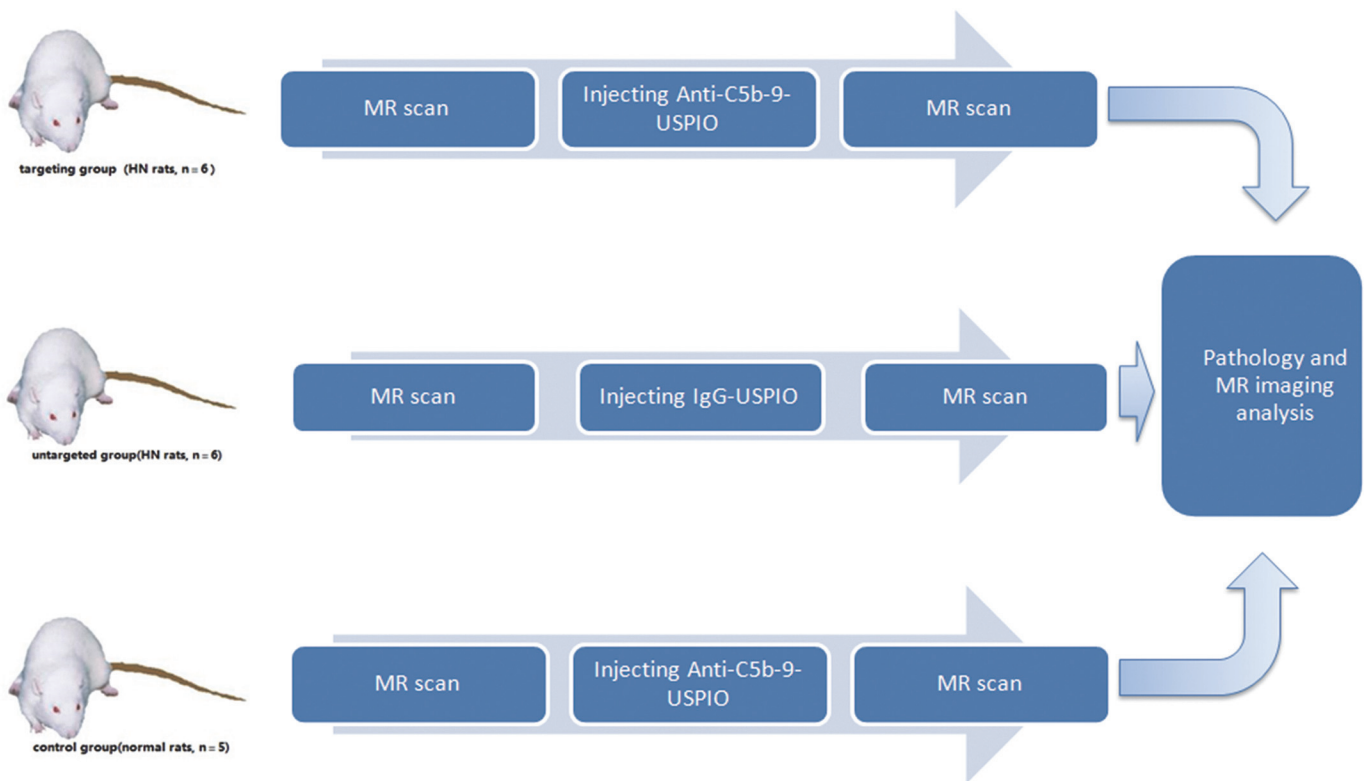 MR scan
Injecting Anti-C5b-9-
USPIO
MR scan
targeting group (HN rats, n = 6)
MR scan
Injecting IgG-USPIO
MR scan
untargeted group(HN rats, n = 6)
Pathology and
MR imaging
analysis
MR scan
Injecting Anti-C5b-9-
USPIO
MR scan
control group(normal rats, n = 5)